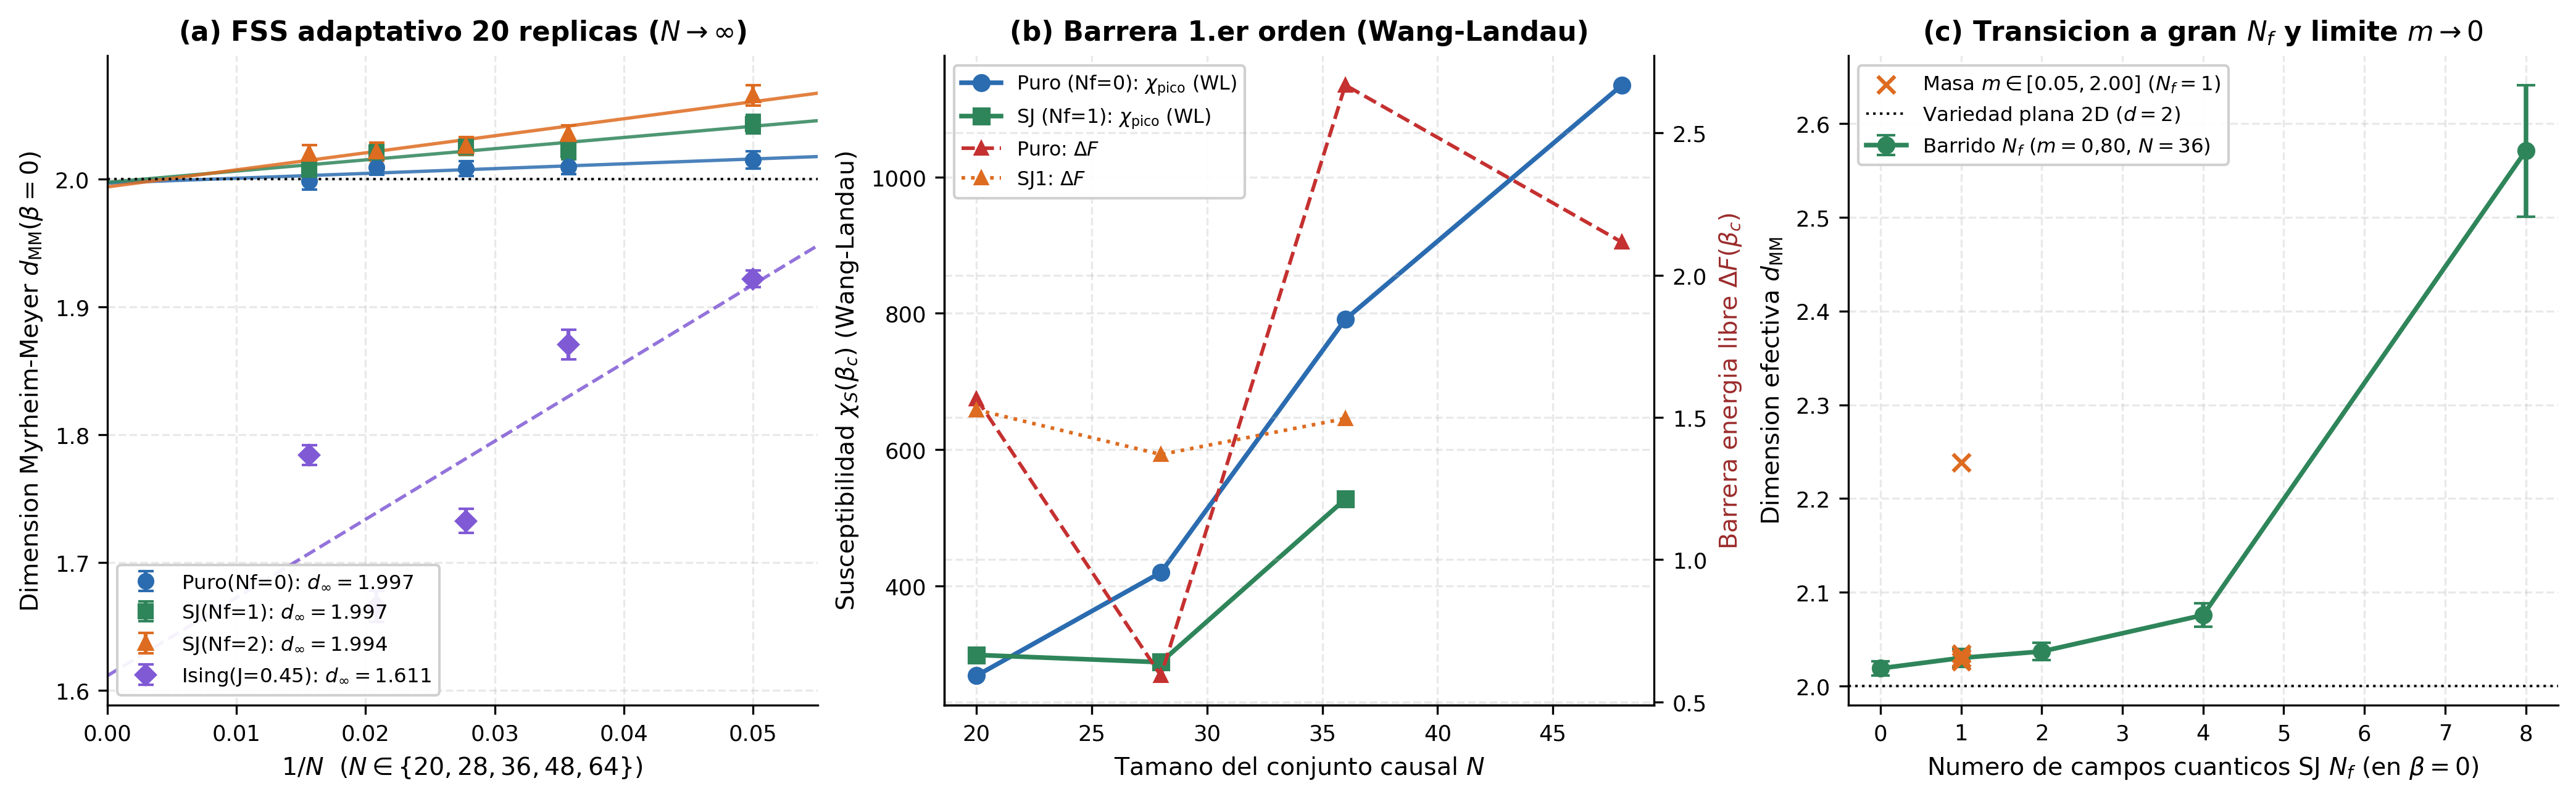 (a) FSS adaptativo 20 replicas (N → ∞)
Dimension Myrheim-Meyer d_MM(β = 0)
2.0
1.9
1.8
1.7
1.6
Puro(Nf=0): d∞ = 1.997
SJ(Nf=1): d∞ = 1.997
SJ(Nf=2): d∞ = 1.994
Ising(J=0.45): d∞ = 1.611
0.00 0.01 0.02 0.03 0.04 0.05
1/N (N ∈ {20, 28, 36, 48, 64})
(b) Barrera 1.er orden (Wang-Landau)
Susceptibilidad χ_S(β_c) (Wang-Landau)
1000
800
600
400
Puro (Nf=0): χ_pico (WL)
SJ (Nf=1): χ_pico (WL)
Puro: ΔF
SJ1: ΔF
2.5
2.0
1.5
1.0
0.5
Barrera energia libre ΔF(β_c)
20 25 30 35 40 45
Tamano del conjunto causal N
(c) Transicion a gran N_f y limite m → 0
Dimension efectiva d_MM
2.6
2.5
2.4
2.3
2.2
2.1
2.0
Masa m ∈ [0.05, 2.00] (N_f = 1)
Variedad plana 2D (d = 2)
Barrido N_f (m = 0,80, N = 36)
0 1 2 3 4 5 6 7 8
Numero de campos cuanticos SJ N_f (en β = 0)